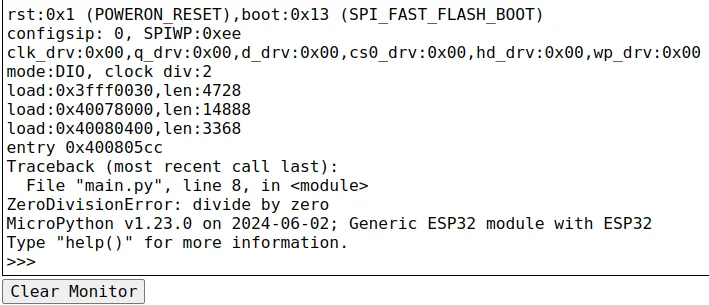 rst:0x1 (POWERON_RESET),boot:0x13 (SPI_FAST_FLASH_BOOT)
configsip: 0, SPIWP:0xee
clk_drv:0x00,q_drv:0x00,d_drv:0x00,cs0_drv:0x00,hd_drv:0x00,wp_drv:0x00
mode:DIO, clock div:2
load:0x3fff0030,len:4728
load:0x40078000,len:14888
load:0x40080400,len:3368
entry 0x400805cc
Traceback (most recent call last):
  File "main.py", line 8, in <module>
ZeroDivisionError: divide by zero
MicroPython v1.23.0 on 2024-06-02; Generic ESP32 module with ESP32
Type "help()" for more information.
>>>
Clear Monitor